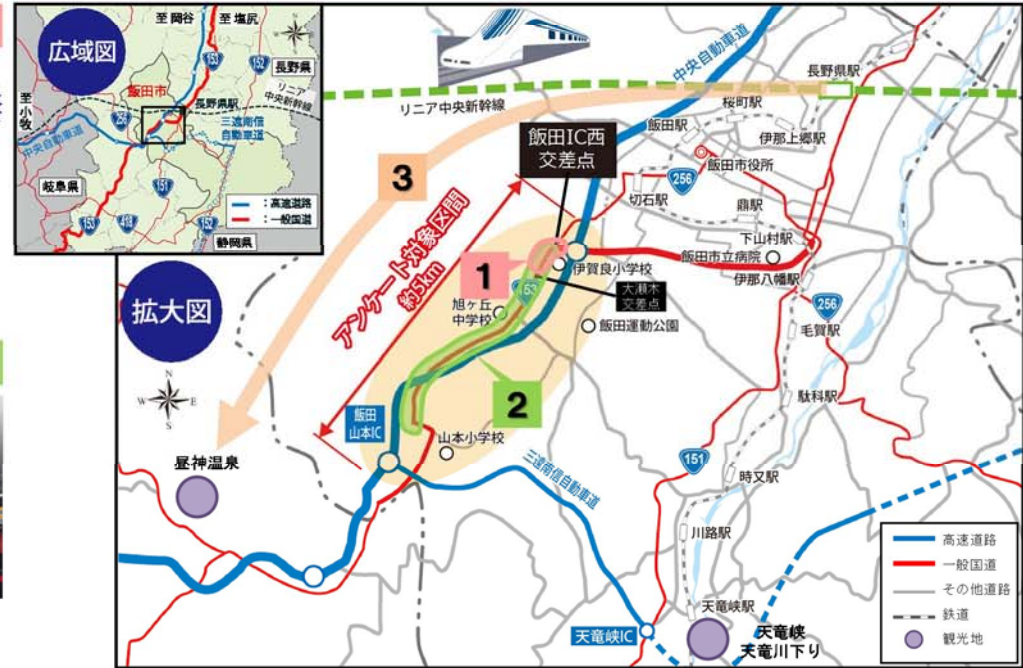 広域図
至 岡谷
至 塩尻
153
152
長野県
飯田市
長野県駅
リニア
中央新幹線
至 小牧
256
三遠南信
自動車道
中央自動車道
岐阜県
151
153
418
152
静岡県
：高速道路
：一般国道
中央自動車道
長野県駅
リニア中央新幹線
桜町駅
飯田駅
伊那上郷駅
飯田IC西
交差点
飯田市役所
3
256
切石駅
鼎駅
アンケート対象区間
約5km
下山村駅
飯田市立病院
伊那八幡駅
伊賀良小学校
1
153
大瀬木
交差点
256
旭ヶ丘
中学校
飯田運動公園
毛賀駅
拡大図
N
W
E
S
2
駄科駅
飯田
山本IC
山本小学校
昼神温泉
三遠南信自動車道
151
時又駅
川路駅
高速道路
一般国道
その他道路
鉄道
観光地
天竜峡駅
天竜峡IC
天竜峡
天竜川下り